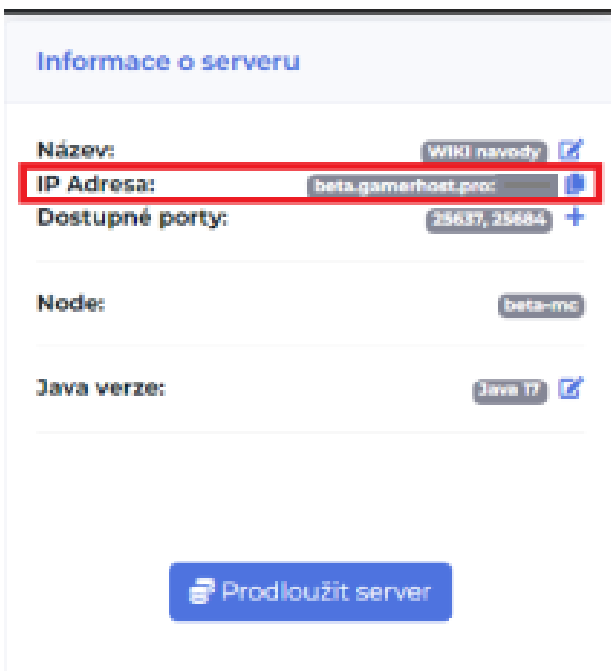 Informace o serveru
Název: WIKI navody
IP Adresa: beta.gamerhost.pro:
Dostupné porty: 25637, 25684
Node: beta-mc
Java verze: Java 17
Prodloužit server